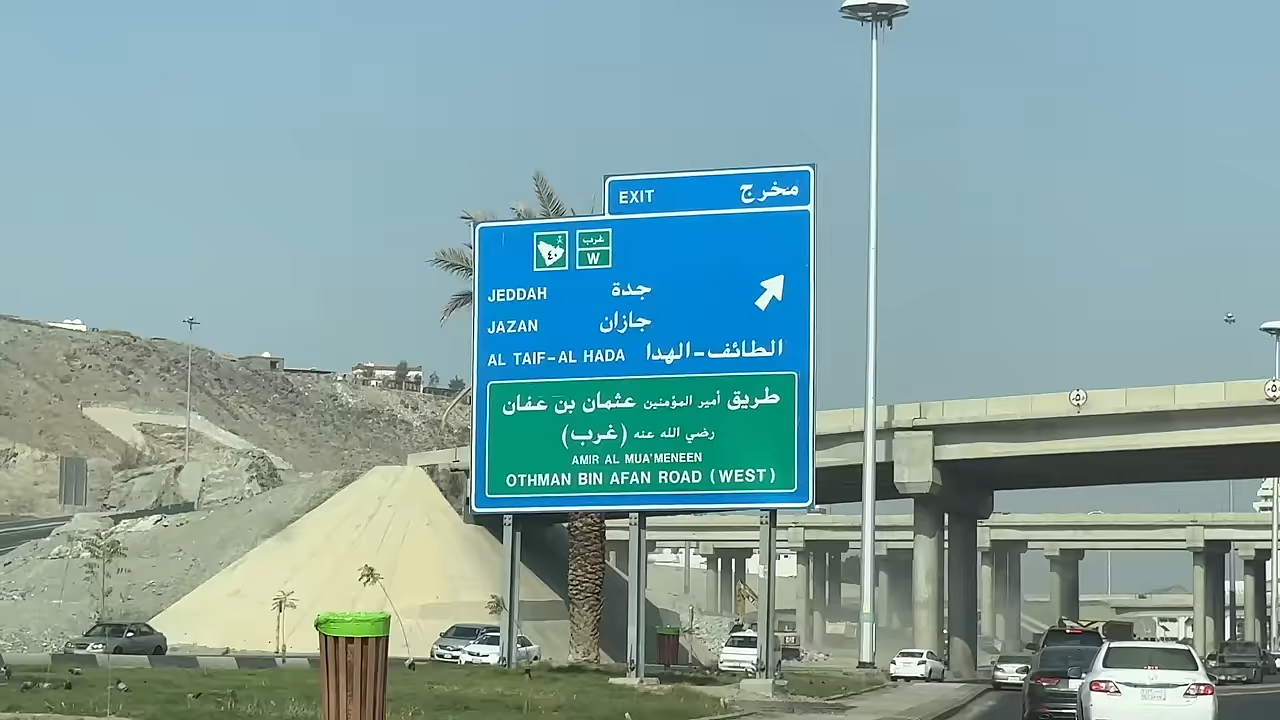 EXIT مخرج
٤٠ غرب
W
JEDDAH جدة
JAZAN جازان
AL TAIF-AL HADA الطائف-الهدا
طريق أمير المؤمنين عثمان بن عفان
رضي الله عنه (غرب)
AMIR AL MUA'MENEEN
OTHMAN BIN AFAN ROAD (WEST)